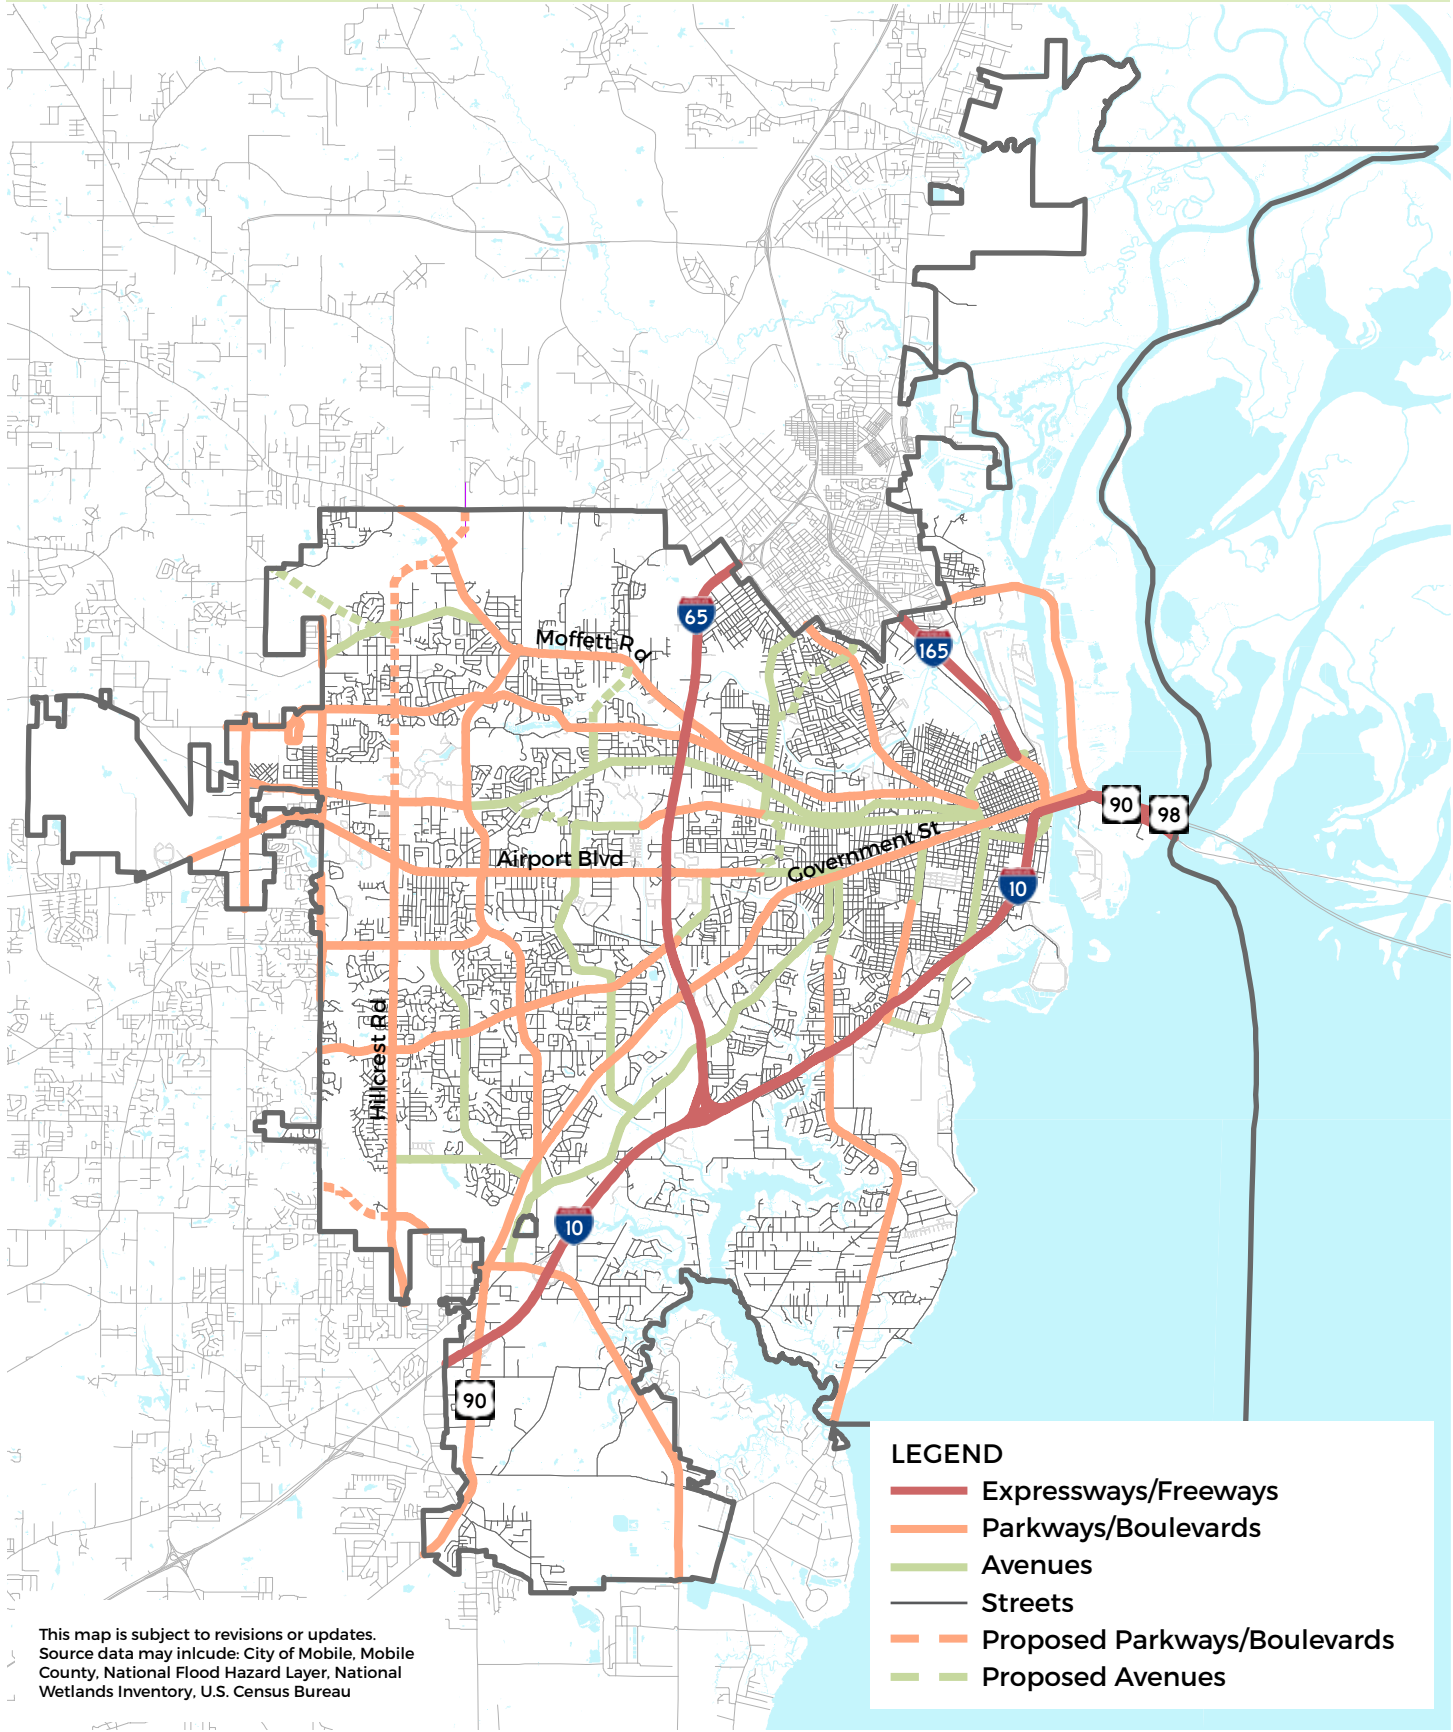 Moffett Rd
65
165
90
98
Government St
Airport Blvd
10
Hillcrest Rd
10
90
LEGEND
Expressways/Freeways
Parkways/Boulevards
Avenues
Streets
Proposed Parkways/Boulevards
Proposed Avenues
This map is subject to revisions or updates.
Source data may inlcude: City of Mobile, Mobile
County, National Flood Hazard Layer, National
Wetlands Inventory, U.S. Census Bureau